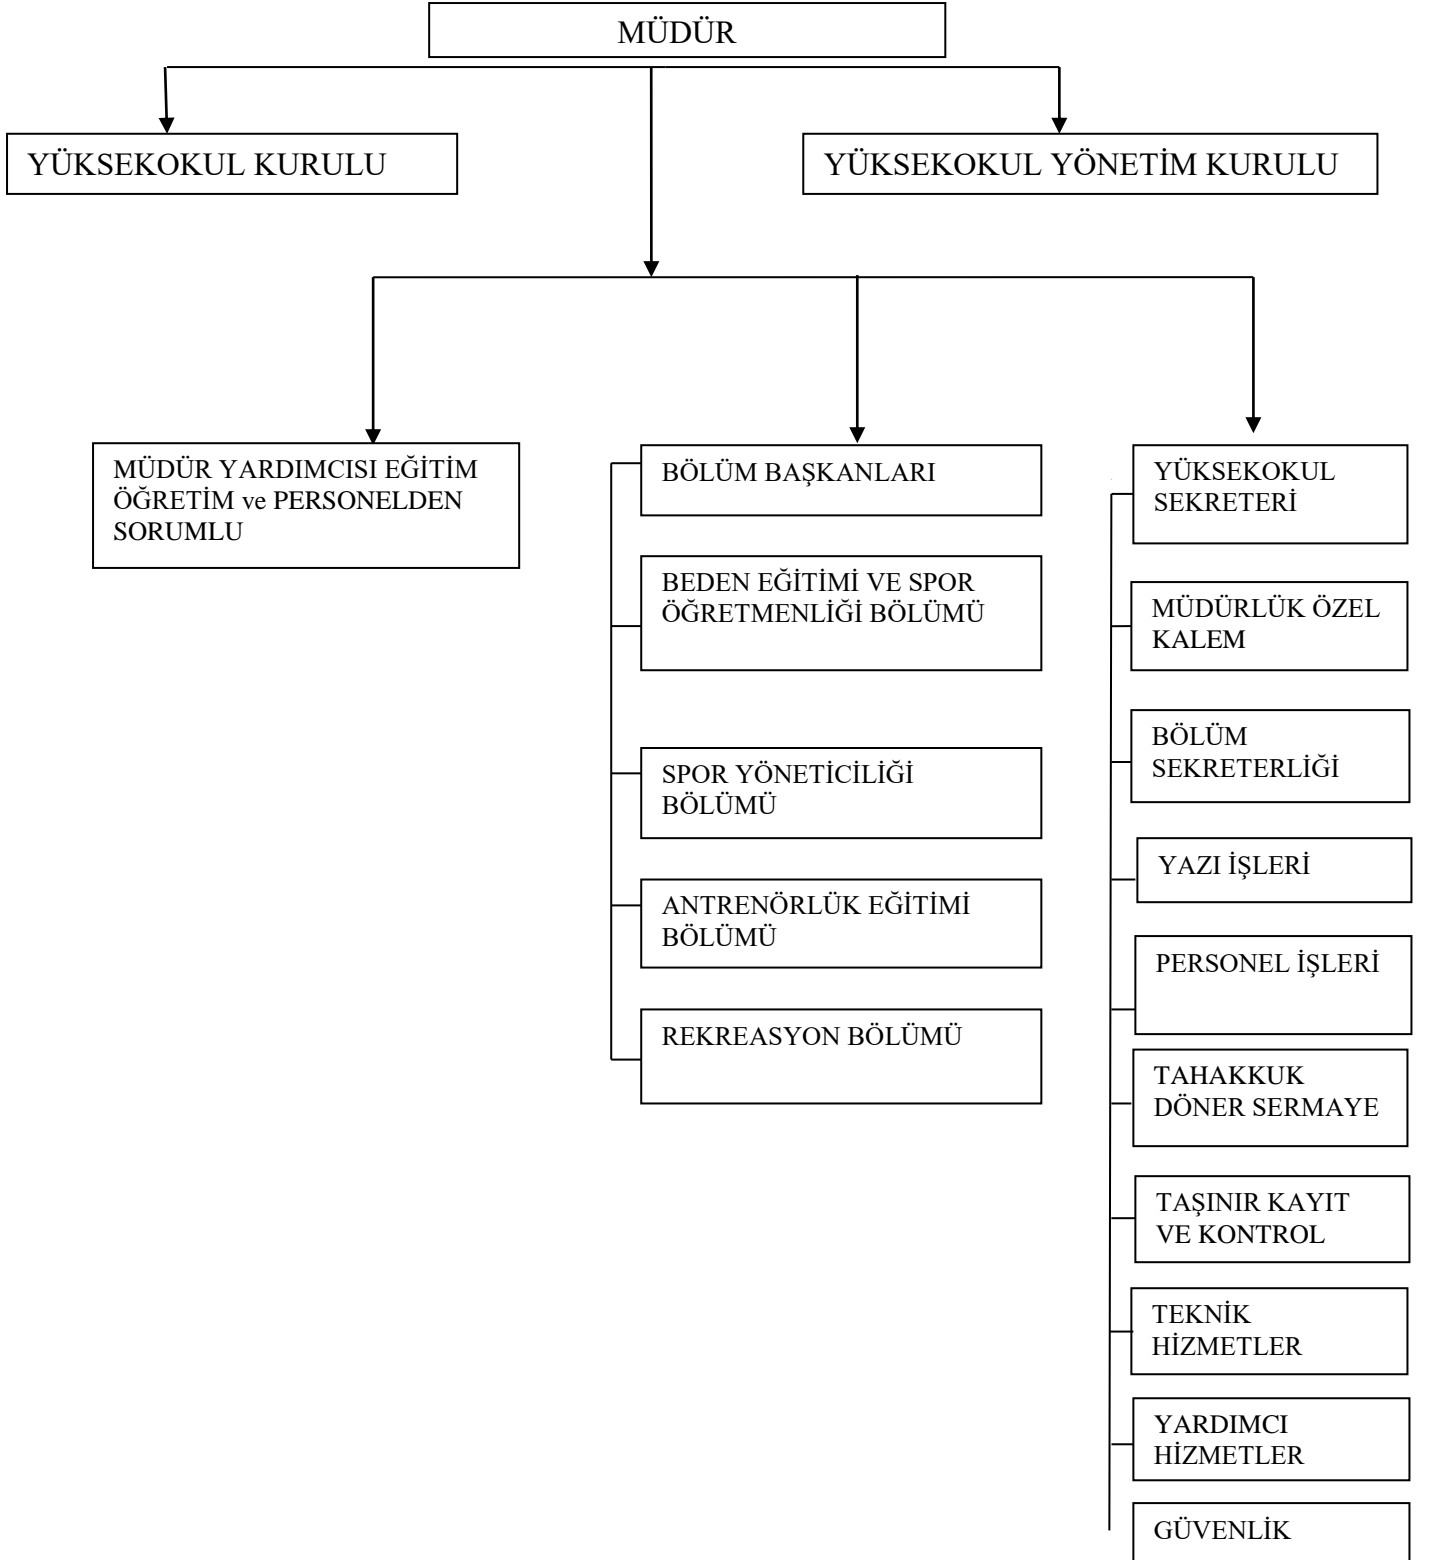 MÜDÜR
YÜKSEKOKUL KURULU
YÜKSEKOKUL YÖNETİM KURULU
MÜDÜR YARDIMCISI EĞİTİM
ÖĞRETİM ve PERSONELDEN
SORUMLU
BÖLÜM BAŞKANLARI
BEDEN EĞİTİMİ VE SPOR
ÖĞRETMENLİĞİ BÖLÜMÜ
SPOR YÖNETİCİLİĞİ
BÖLÜMÜ
ANTRENÖRLÜK EĞİTİMİ
BÖLÜMÜ
REKREASYON BÖLÜMÜ
YÜKSEKOKUL
SEKRETERİ
MÜDÜRLÜK ÖZEL
KALEM
BÖLÜM
SEKRETERLİĞİ
YAZI İŞLERİ
PERSONEL İŞLERİ
TAHAKKUK
DÖNER SERMAYE
TAŞINIR KAYIT
VE KONTROL
TEKNİK
HİZMETLER
YARDIMCI
HİZMETLER
GÜVENLİK